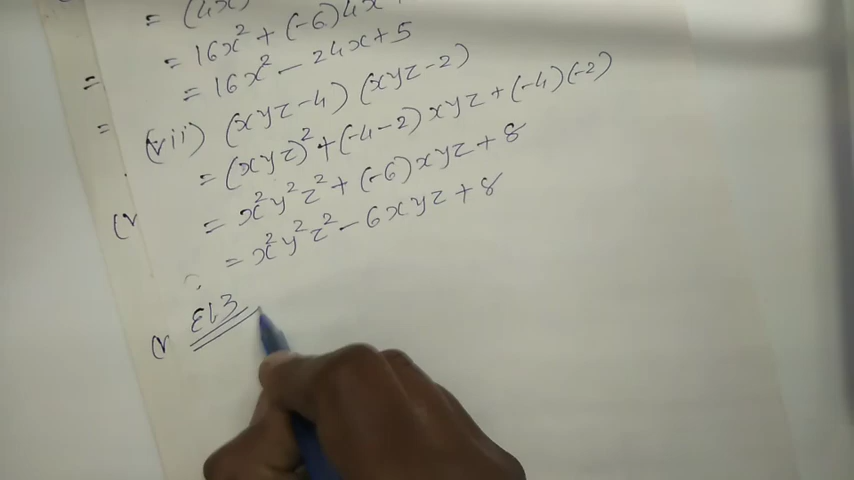 = (4x)
= 16x² + (-6)4x
= 16x² - 24x + 5
=
=
(vii) (xyz-4) (xyz-2)
= (xyz)² + (-4-2) xyz + (-4)(-2)
= x²y²z² + (-6) xyz + 8
= x²y²z² - 6xyz + 8
(v
(v